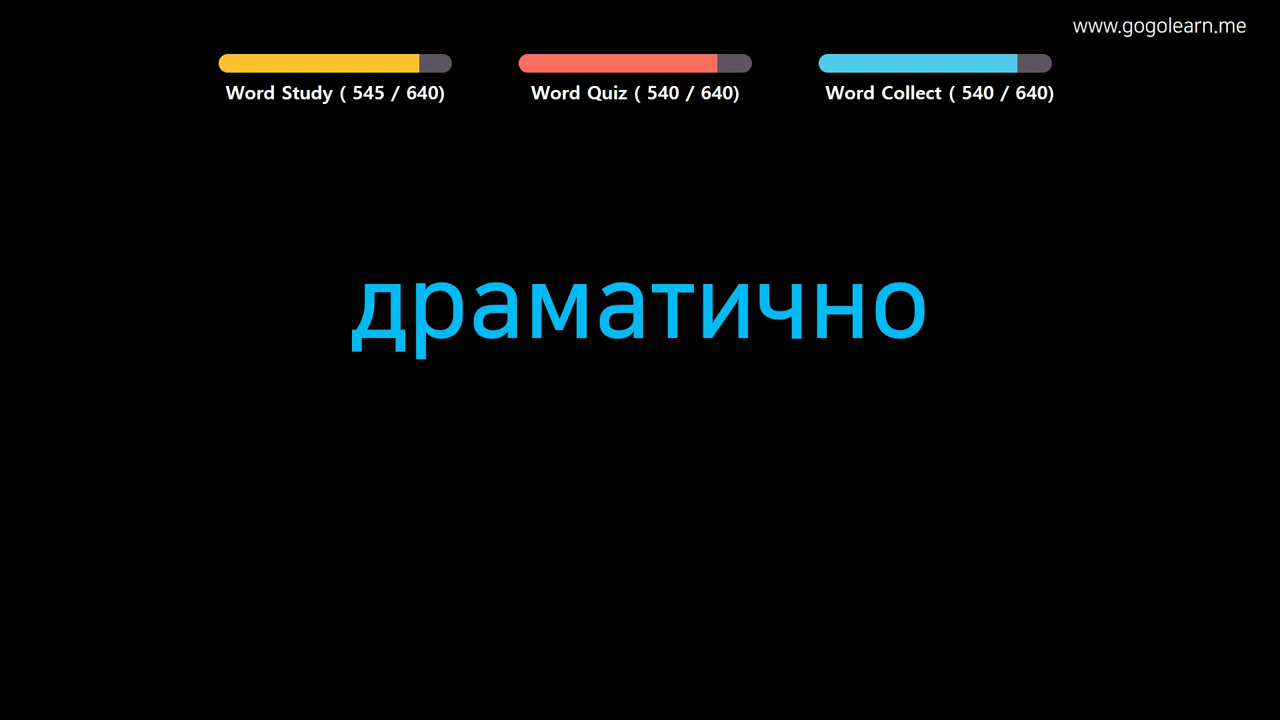 www.gogolearn.me
Word Study ( 545 / 640)
Word Quiz ( 540 / 640)
Word Collect ( 540 / 640)
драматично